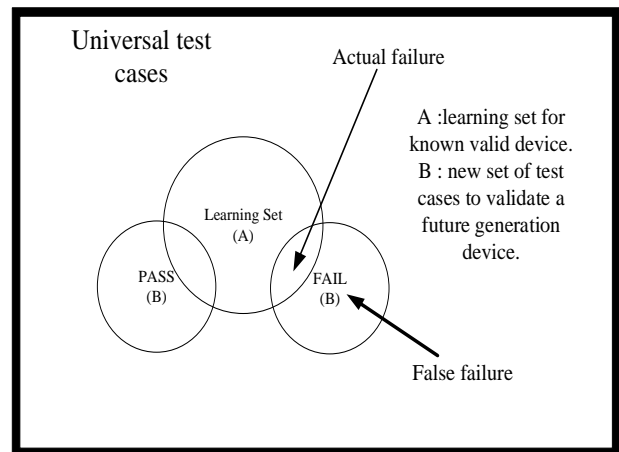 Universal test
cases
Actual failure
A :learning set for
known valid device.
B : new set of test
cases to validate a
future generation
device.
Learning Set
(A)
PASS
(B)
FAIL
(B)
False failure